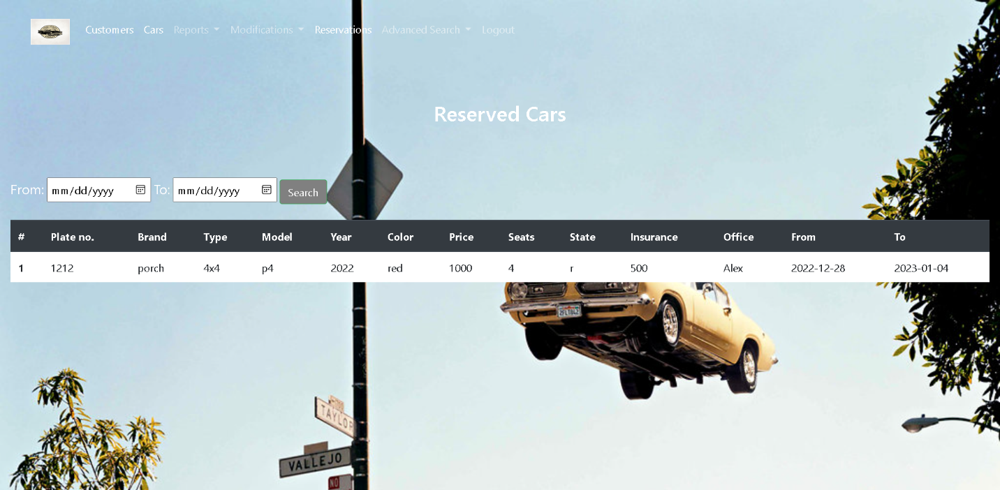 Customers Cars Reports Modifications Reservations Advanced Search Logout
Reserved Cars
From: mm/dd/yyyy To: mm/dd/yyyy Search
# Plate no. Brand Type Model Year Color Price Seats State Insurance Office From To
1 1212 porch 4x4 p4 2022 red 1000 4 r 500 Alex 2022-12-28 2023-01-04
TAYLOR
VALLEJO
NO